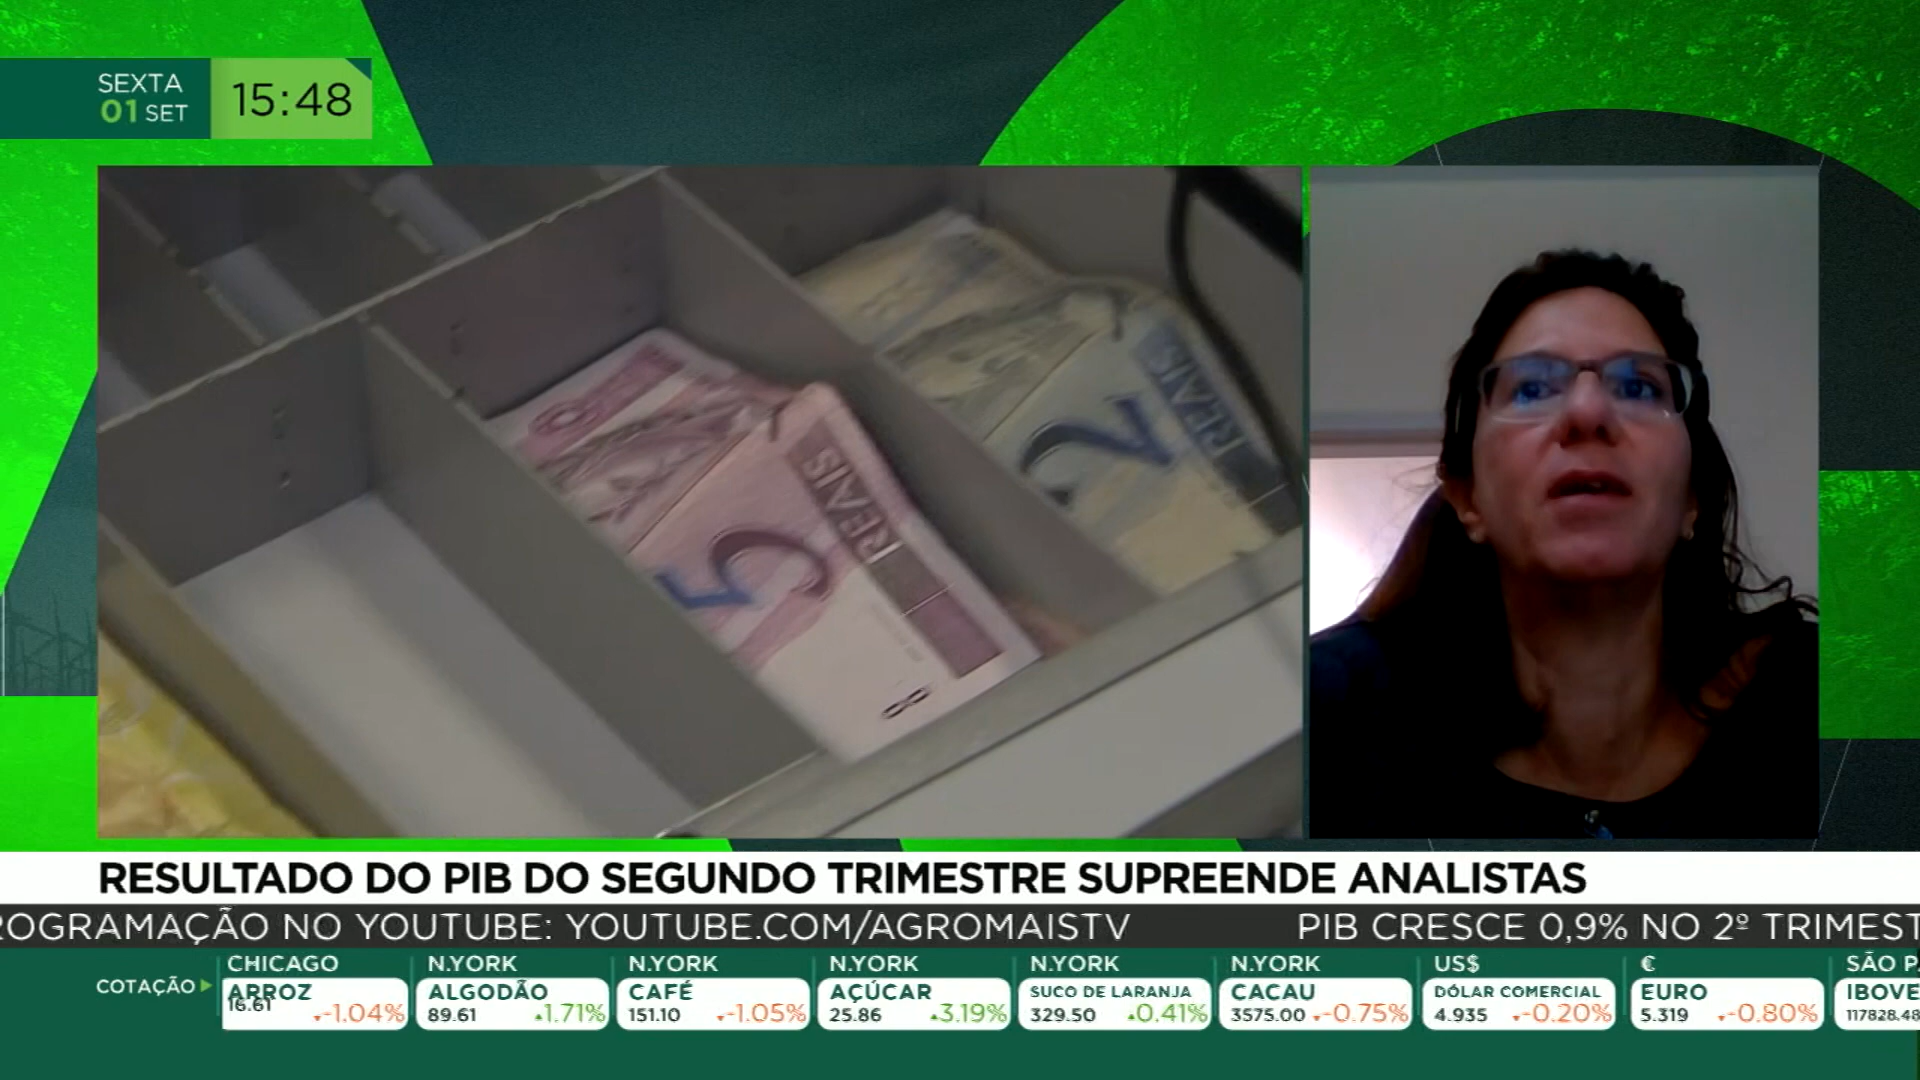 SEXTA
01 SET
15:48
REAIS
2
REAIS
5
RESULTADO DO PIB DO SEGUNDO TRIMESTRE SUPREENDE ANALISTAS
ROGRAMAÇÃO NO YOUTUBE: YOUTUBE.COM/AGROMAISTV PIB CRESCE 0,9% NO 2º TRIMEST
COTAÇÃO
CHICAGO
ARROZ
16.61 -1.04%
N.YORK
ALGODÃO
89.61 1.71%
N.YORK
CAFÉ
151.10 -1.05%
N.YORK
AÇÚCAR
25.86 3.19%
N.YORK
SUCO DE LARANJA
329.50 0.41%
N.YORK
CACAU
3575.00 -0.75%
US$
DÓLAR COMERCIAL
4.935 -0.20%
€
EURO
5.319 -0.80%
SÃO P
IBOVE
117828.48